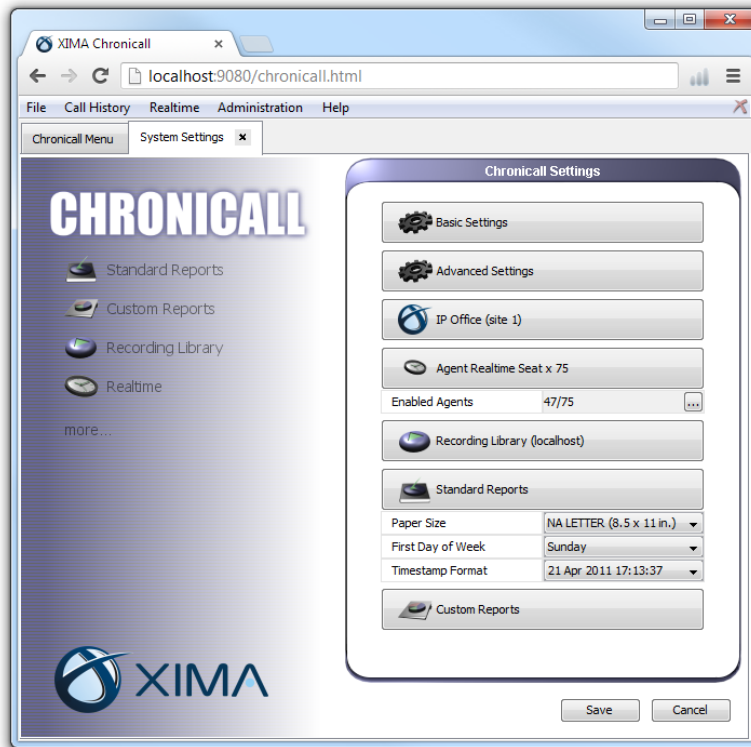 XIMA Chronicall
localhost:9080/chronicall.html
File Call History Realtime Administration Help
Chronicall Menu System Settings
CHRONICALL
Standard Reports
Custom Reports
Recording Library
Realtime
more...
XIMA
Chronicall Settings
Basic Settings
Advanced Settings
IP Office (site 1)
Agent Realtime Seat x 75
Enabled Agents 47/75 ...
Recording Library (localhost)
Standard Reports
Paper Size NA LETTER (8.5 x 11 in.)
First Day of Week Sunday
Timestamp Format 21 Apr 2011 17:13:37
Custom Reports
Save Cancel